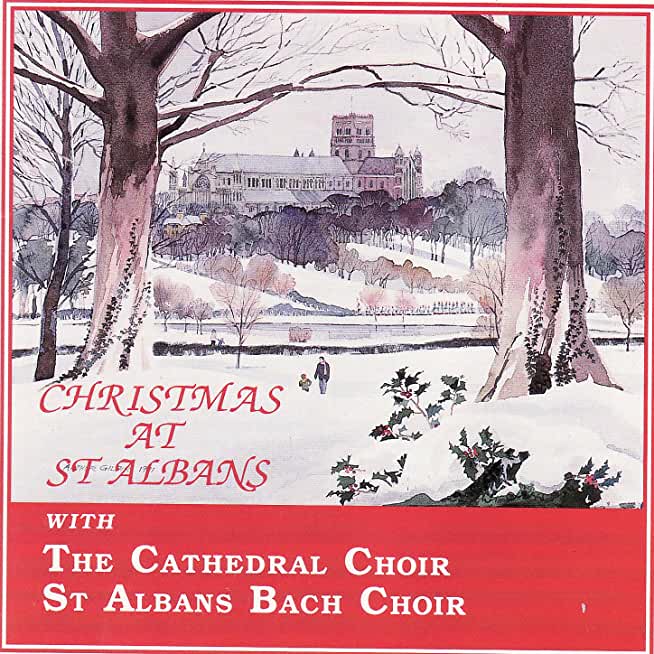 CHRISTMAS
AT
ST ALBANS
WITH
THE CATHEDRAL CHOIR
ST ALBANS BACH CHOIR